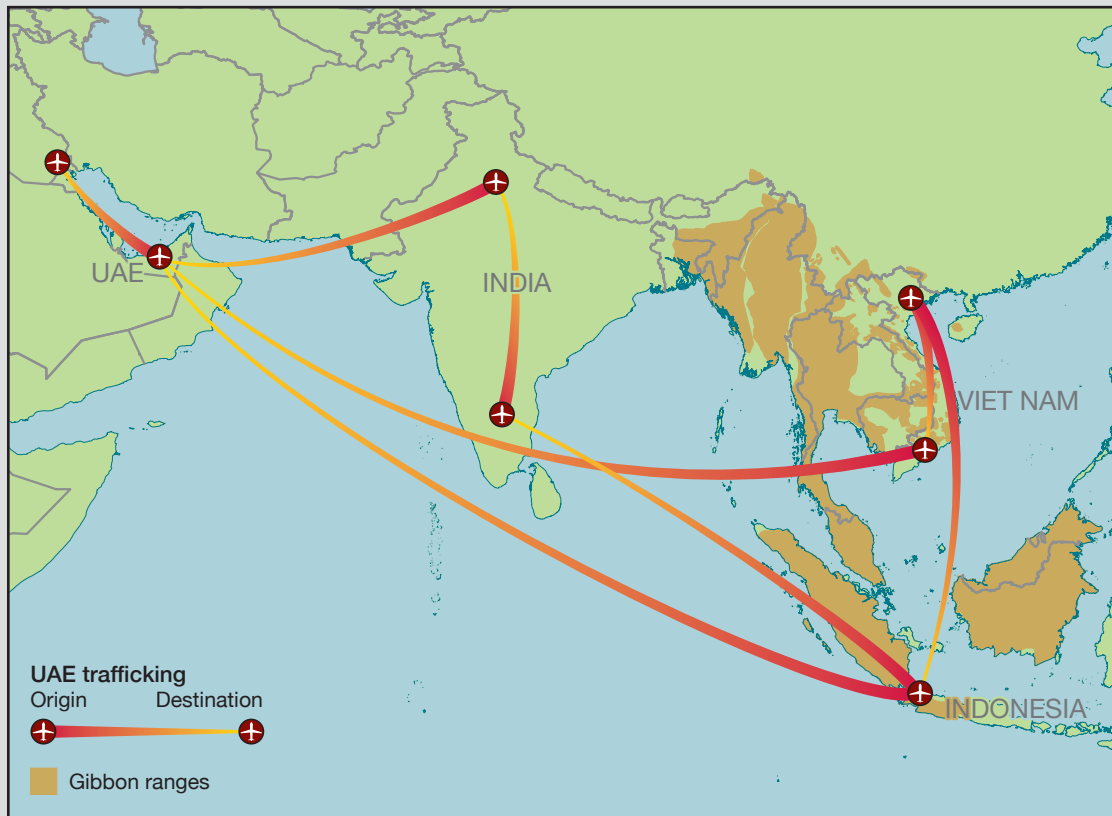 UAE
INDIA
VIET NAM
INDONESIA
UAE trafficking
Origin Destination
Gibbon ranges